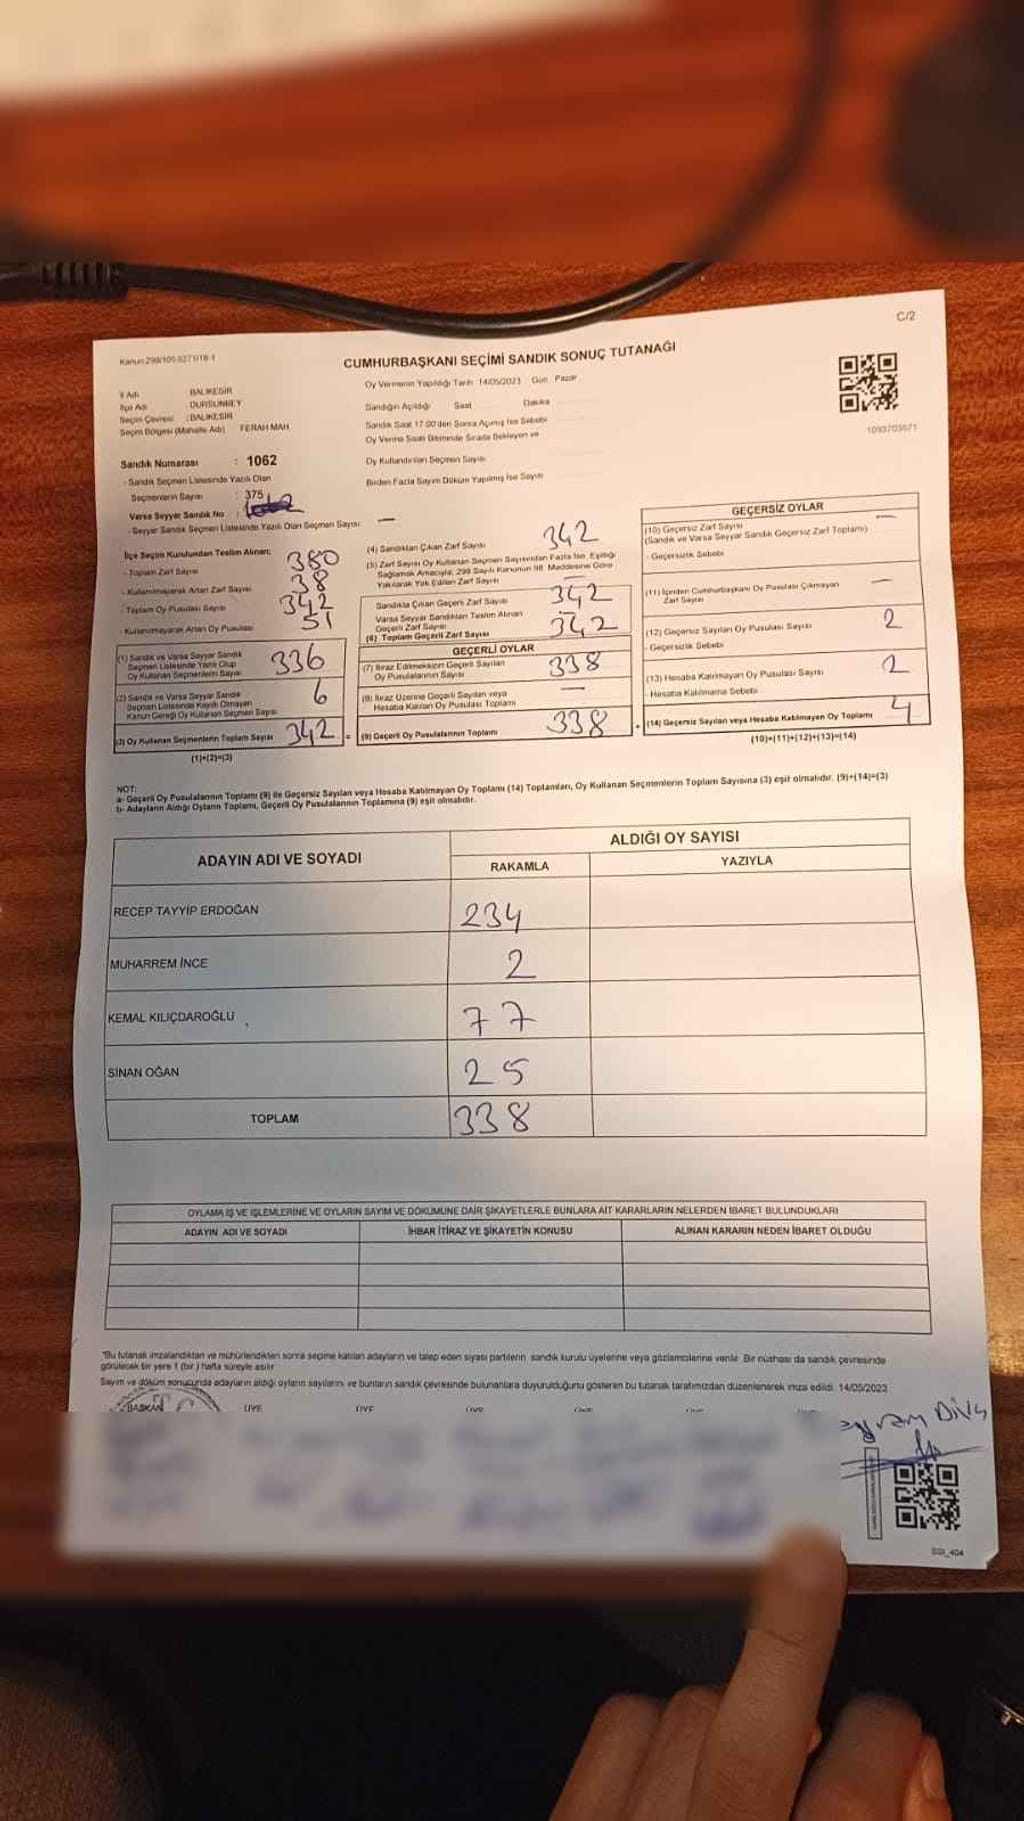 C/2
Kanun:298/105,6271/18-1
CUMHURBAŞKANI SEÇİMİ SANDIK SONUÇ TUTANAĞI
İl Adı : BALIKESİR
İlçe Adı : DURSUNBEY
Seçim Çevresi : BALIKESİR
Seçim Bölgesi (Mahalle Adı) FERAH MAH.
Oy Vermenin Yapıldığı Tarih: 14/05/2023 Gün Pazar
Sandığın Açıldığı Saat Dakika
Sandık Saat 17.00'den Sonra Açılmış İse Sebebi
Oy Verme Saati Bitiminde Sırada Bekleyen ve
Oy Kullandırılan Seçmen Sayısı
Birden Fazla Sayım Döküm Yapılmış İse Sayısı
1093703671
Sandık Numarası : 1062
- Sandık Seçmen Listesinde Yazılı Olan
Seçmenlerin Sayısı : 375
Varsa Seyyar Sandık No :
- Seyyar Sandık Seçmen Listesinde Yazılı Olan Seçmen Sayısı: —
İlçe Seçim Kurulundan Teslim Alınan;
- Toplam Zarf Sayısı 380
- Kullanılmayarak Artan Zarf Sayısı 38
- Toplam Oy Pusulası Sayısı 342
- Kullanılmayarak Artan Oy Pusulası 51
(1) Sandık ve Varsa Seyyar Sandık
Seçmen Listesinde Yazılı Olup
Oy Kullanan Seçmenlerin Sayısı 336
(2) Sandık ve Varsa Seyyar Sandık
Seçmen Listesinde Kayıtlı Olmayan
Kanun Gereği Oy Kullanan Seçmen Sayısı 6
(3) Oy Kullanan Seçmenlerin Toplam Sayısı 342 =
(1)+(2)=(3)
(4) Sandıktan Çıkan Zarf Sayısı 342
(5) Zarf Sayısı Oy Kullanan Seçmen Sayısından Fazla İse, Eşitliği
Sağlamak Amacıyla, 298 Sayılı Kanunun 98. Maddesine Göre
Yakılarak Yok Edilen Zarf Sayısı —
Sandıkta Çıkan Geçerli Zarf Sayısı 342
Varsa Seyyar Sandıktan Teslim Alınan
Geçerli Zarf Sayısı —
(6) Toplam Geçerli Zarf Sayısı 342
GEÇERLİ OYLAR
(7) İtiraz Edilmeksizin Geçerli Sayılan
Oy Pusulalarının Sayısı 338
(8) İtiraz Üzerine Geçerli Sayılan veya
Hesaba Katılan Oy Pusulası Toplamı —
(9) Geçerli Oy Pusulalarının Toplamı 338 +
GEÇERSİZ OYLAR
(10) Geçersiz Zarf Sayısı —
(Sandık ve Varsa Seyyar Sandık Geçersiz Zarf Toplamı)
- Geçersizlik Sebebi
(11) İçinden Cumhurbaşkanı Oy Pusulası Çıkmayan
Zarf Sayısı —
(12) Geçersiz Sayılan Oy Pusulası Sayısı 2
- Geçersizlik Sebebi
(13) Hesaba Katılmayan Oy Pusulası Sayısı 2
- Hesaba Katılmama Sebebi
(14) Geçersiz Sayılan veya Hesaba Katılmayan Oy Toplamı 4
(10)+(11)+(12)+(13)=(14)
NOT:
a- Geçerli Oy Pusulalarının Toplamı (9) ile Geçersiz Sayılan veya Hesaba Katılmayan Oy Toplamı (14) Toplamları, Oy Kullanan Seçmenlerin Toplam Sayısına (3) eşit olmalıdır. (9)+(14)=(3)
b- Adayların Aldığı Oyların Toplamı, Geçerli Oy Pusulalarının Toplamına (9) eşit olmalıdır.
ADAYIN ADI VE SOYADI ALDIĞI OY SAYISI
RAKAMLA YAZIYLA
RECEP TAYYİP ERDOĞAN 234
MUHARREM İNCE 2
KEMAL KILIÇDAROĞLU 77
SİNAN OĞAN 25
TOPLAM 338
OYLAMA İŞ VE İŞLEMLERİNE VE OYLARIN SAYIM VE DÖKÜMÜNE DAİR ŞİKAYETLERLE BUNLARA AİT KARARLARIN NELERDEN İBARET BULUNDUKLARI
ADAYIN ADI VE SOYADI İHBAR İTİRAZ VE ŞİKAYETİN KONUSU ALINAN KARARIN NEDEN İBARET OLDUĞU
"Bu tutanak imzalandıktan ve mühürlendikten sonra seçime katılan adayların ve talep eden siyasi partilerin sandık kurulu üyelerine veya gözlemcilerine verilir. Bir nüshası da sandık çevresinde
görülecek bir yere 1 (bir ) hafta süreyle asılır.
Sayım ve döküm sonucunda adayların aldığı oyların sayılarını ve bunların sandık çevresinde bulunanlara duyurulduğunu gösteren bu tutanak tarafımızdan düzenlenerek imza edildi. 14/05/2023
BAŞKAN ÜYE ÜYE